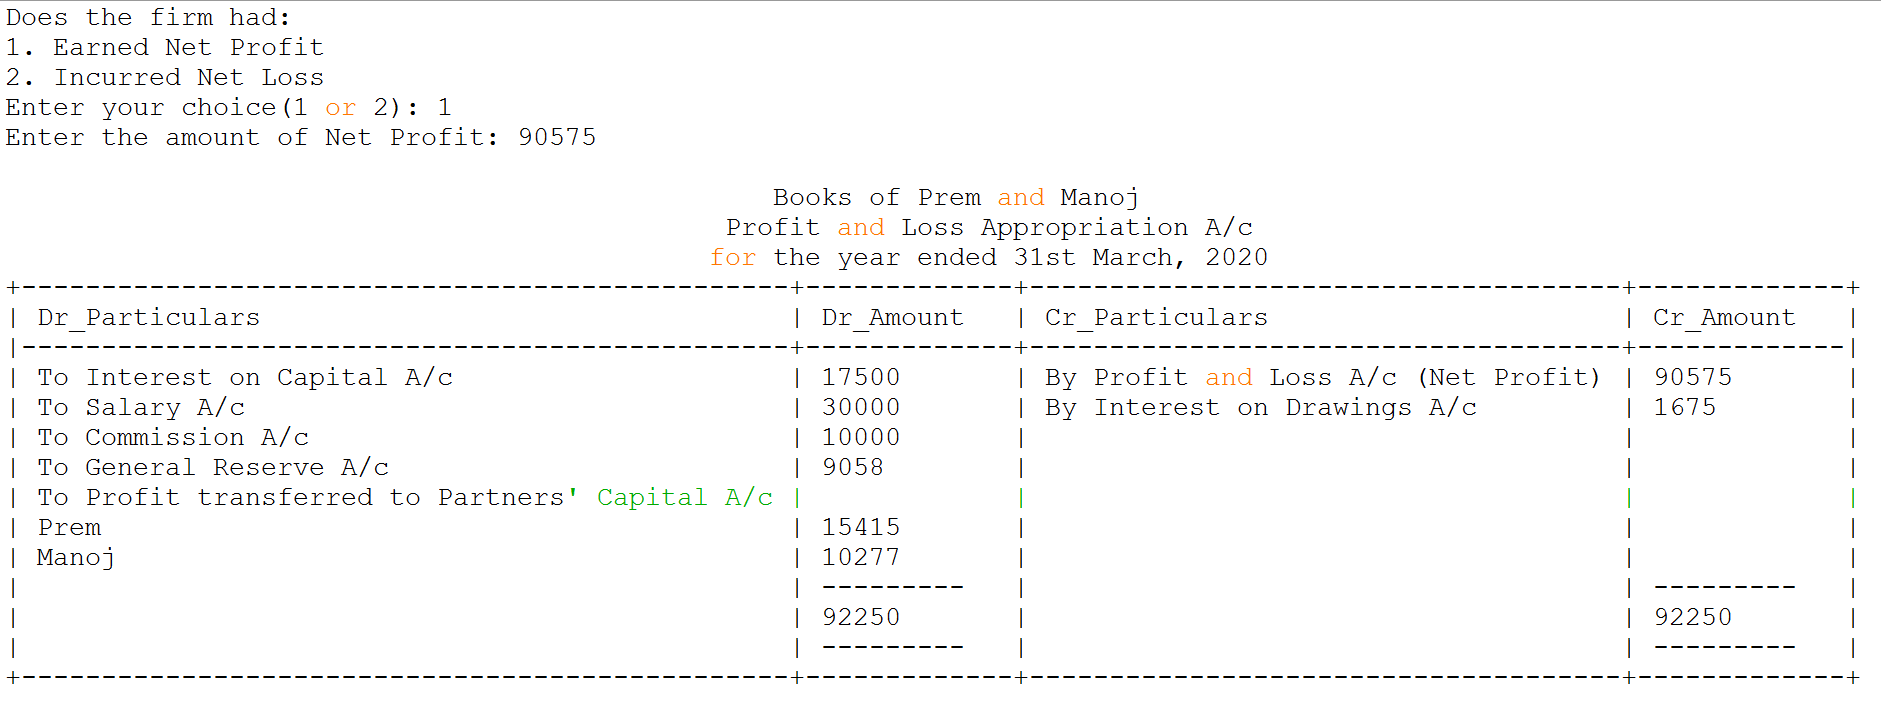 Does the firm had:
1. Earned Net Profit
2. Incurred Net Loss
Enter your choice(1 or 2): 1
Enter the amount of Net Profit: 90575
Books of Prem and Manoj
Profit and Loss Appropriation A/c
for the year ended 31st March, 2020
+------------------------------------------------+-------------+-------------------------------------+-------------+
| Dr_Particulars | Dr_Amount | Cr_Particulars | Cr_Amount |
|------------------------------------------------+-------------+-------------------------------------+-------------|
| To Interest on Capital A/c | 17500 | By Profit and Loss A/c (Net Profit) | 90575 |
| To Salary A/c | 30000 | By Interest on Drawings A/c | 1675 |
| To Commission A/c | 10000 | | |
| To General Reserve A/c | 9058 | | |
| To Profit transferred to Partners' Capital A/c | | | |
| Prem | 15415 | | |
| Manoj | 10277 | | |
| | --------- | | --------- |
| | 92250 | | 92250 |
| | --------- | | --------- |
+------------------------------------------------+-------------+-------------------------------------+-------------+